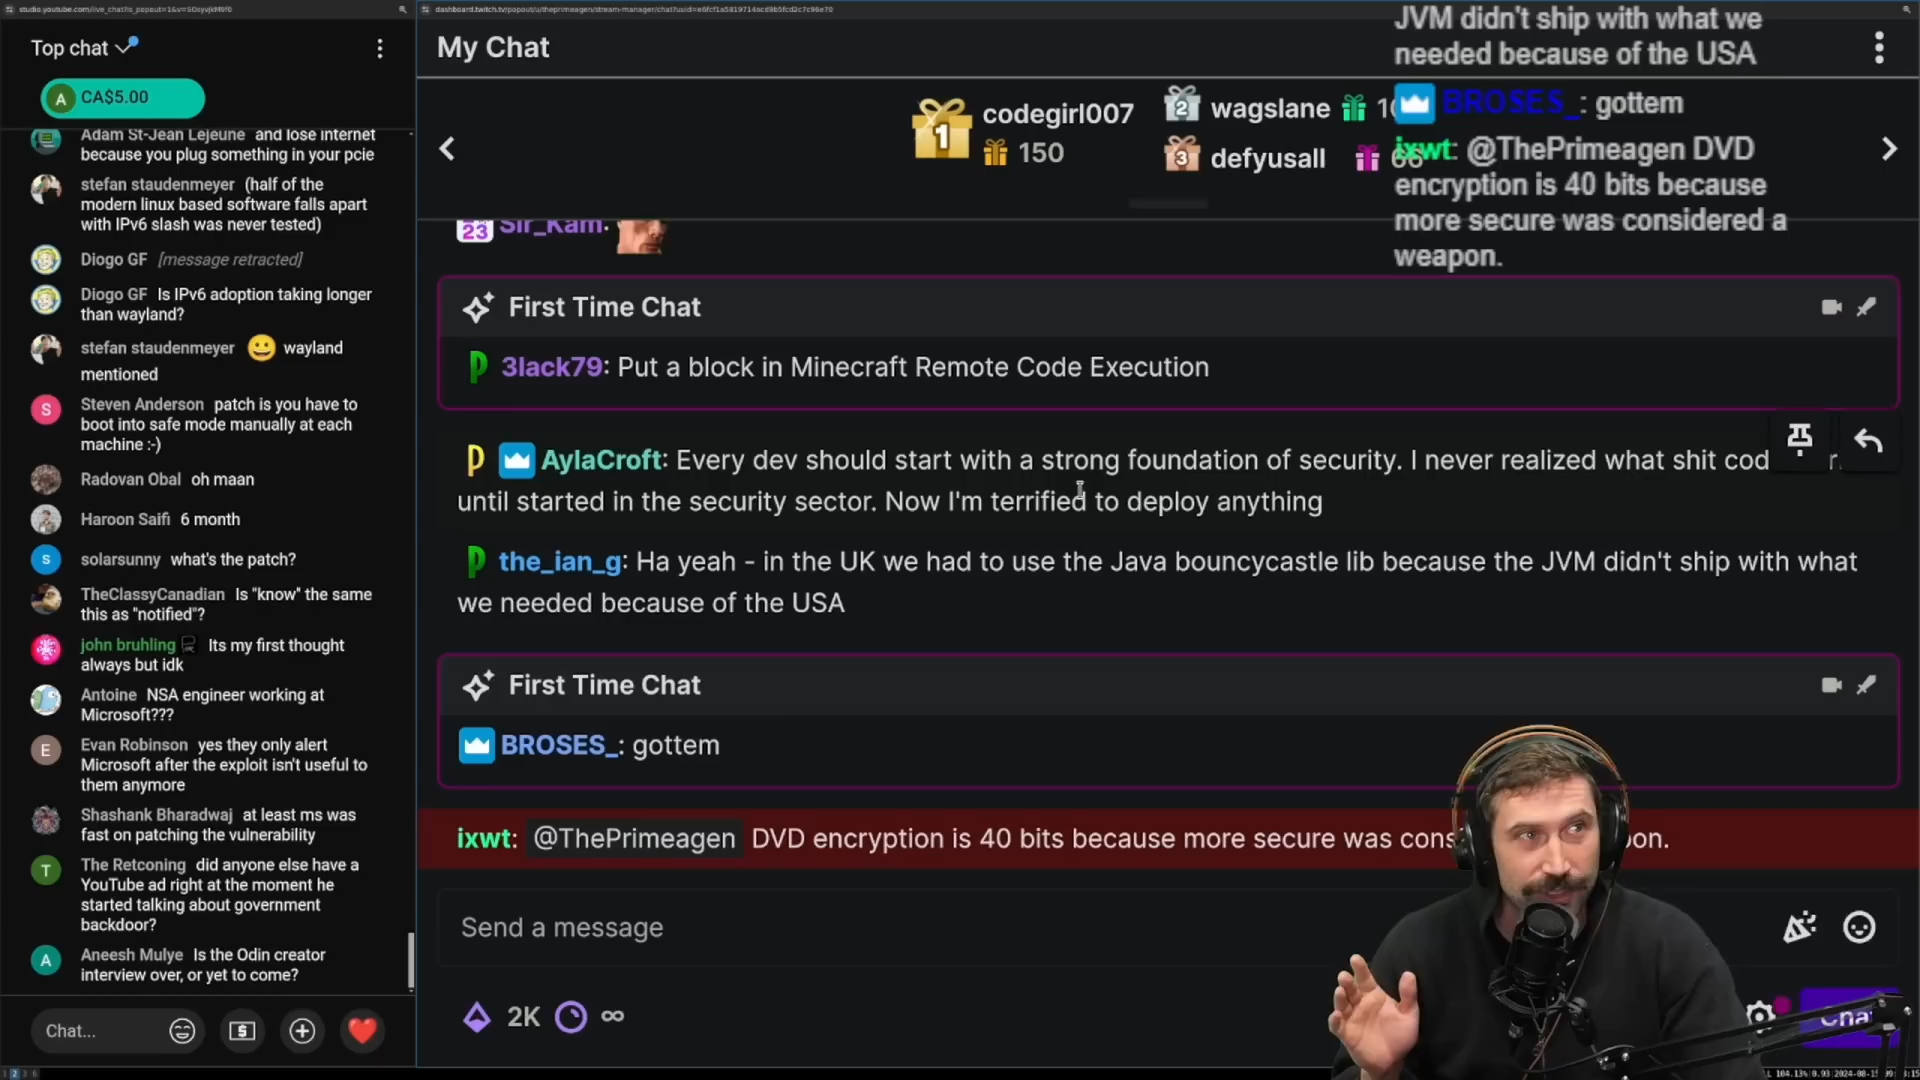 studio.youtube.com/live_chat?is_popout=1&v=SOsyvjkM9f0
Top chat
A CA$5.00
Adam St-Jean Lejeune and lose internet
because you plug something in your pcie
stefan staudenmeyer (half of the
modern linux based software falls apart
with IPv6 slash was never tested)
Diogo GF [message retracted]
Diogo GF Is IPv6 adoption taking longer
than wayland?
stefan staudenmeyer 😀 wayland
mentioned
S Steven Anderson patch is you have to
boot into safe mode manually at each
machine :-)
Radovan Obal oh maan
Haroon Saifi 6 month
S solarsunny what's the patch?
TheClassyCanadian Is "know" the same
this as "notified"?
john bruhling Its my first thought
always but idk
Antoine NSA engineer working at
Microsoft???
E Evan Robinson yes they only alert
Microsoft after the exploit isn't useful to
them anymore
Shashank Bharadwaj at least ms was
fast on patching the vulnerability
T The Retconing did anyone else have a
YouTube ad right at the moment he
started talking about government
backdoor?
A Aneesh Mulye Is the Odin creator
interview over, or yet to come?
Chat...
My Chat
1 codegirl007
150
2 wagslane
3 defyusall
JVM didn't ship with what we
needed because of the USA
BROSES_: gottem
ixwt: @ThePrimeagen DVD
encryption is 40 bits because
more secure was considered a
weapon.
23 Sir_Kam:
First Time Chat
3lack79: Put a block in Minecraft Remote Code Execution
AylaCroft: Every dev should start with a strong foundation of security. I never realized what shit cod
until started in the security sector. Now I'm terrified to deploy anything
the_ian_g: Ha yeah - in the UK we had to use the Java bouncycastle lib because the JVM didn't ship with what
we needed because of the USA
First Time Chat
BROSES_: gottem
ixwt: @ThePrimeagen DVD encryption is 40 bits because more secure was cons on.
Send a message
2K ∞
Chat